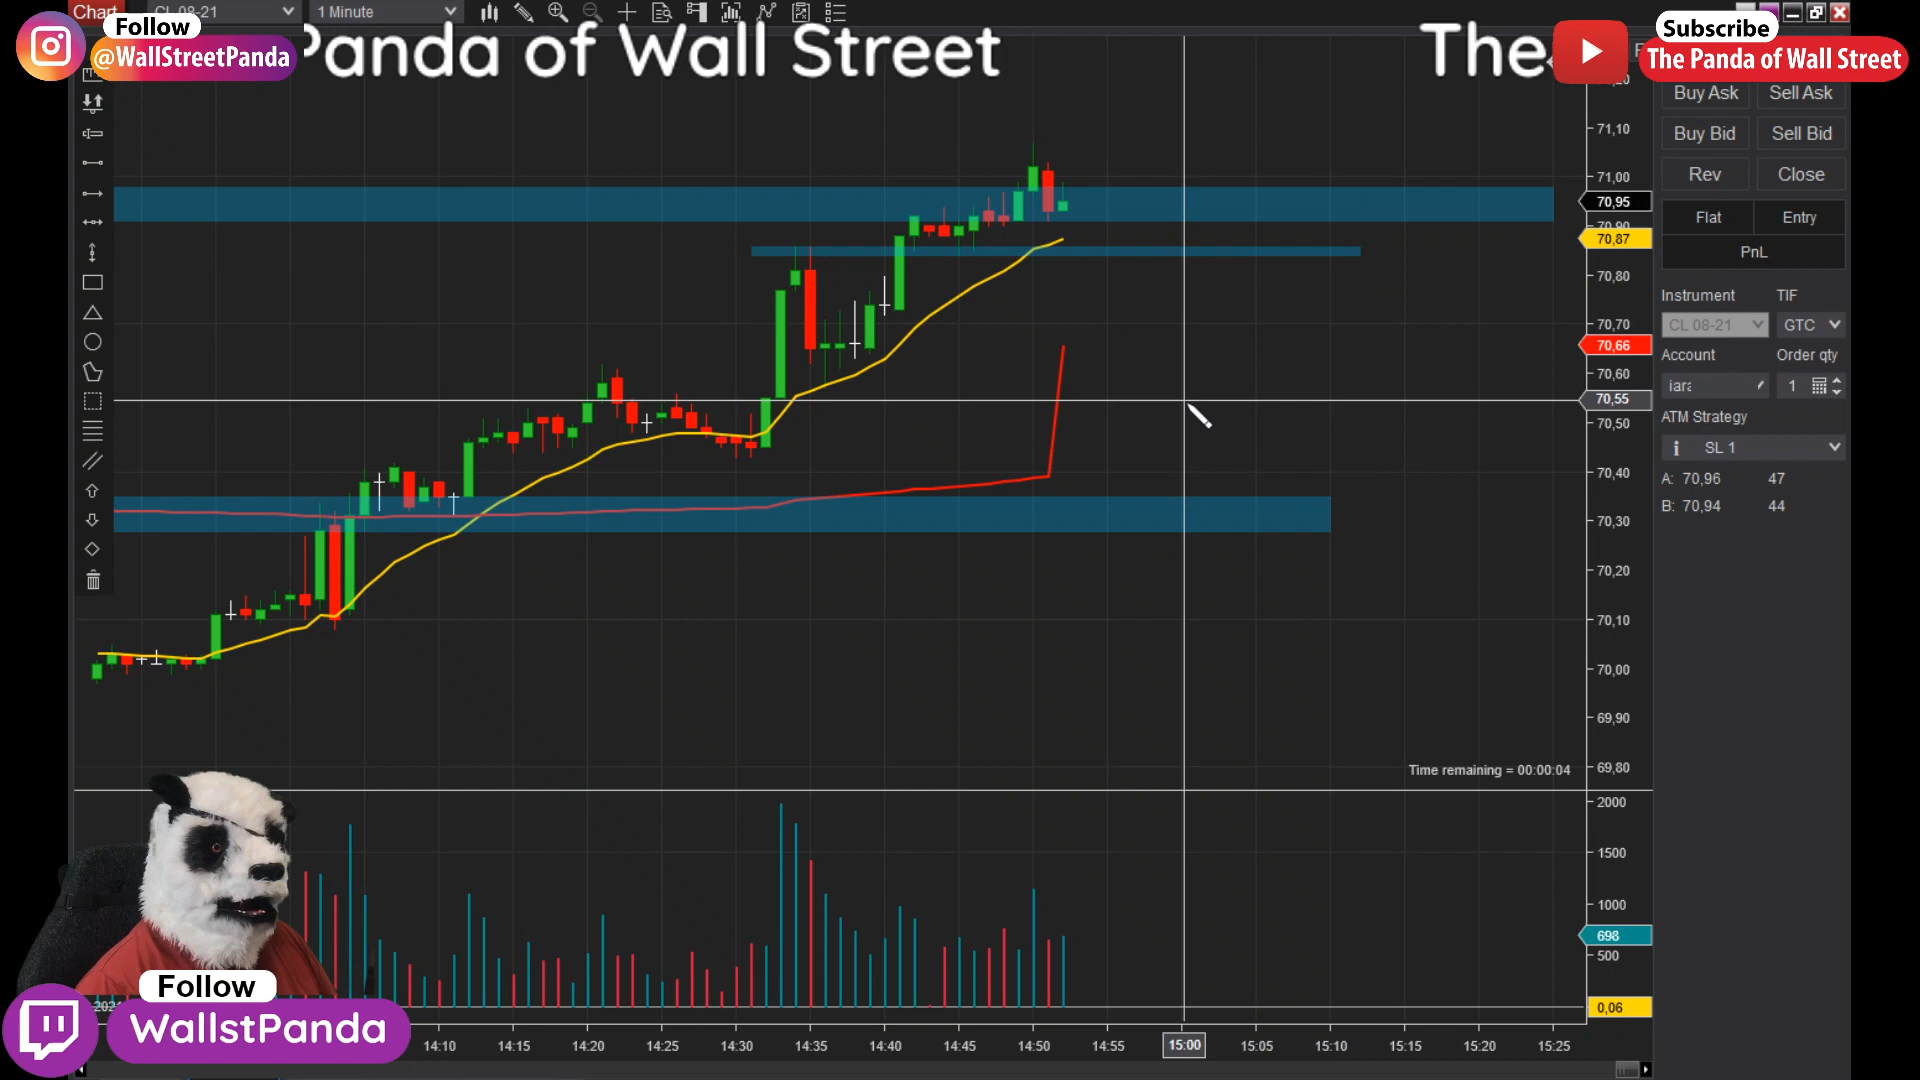 Chart
CL 08-21
1 Minute
Follow
@WallStreetPanda
Panda of Wall Street
The
Subscribe
The Panda of Wall Street
Buy Ask
Sell Ask
Buy Bid
Sell Bid
Rev
Close
Flat
Entry
PnL
Instrument
TIF
CL 08-21
GTC
Account
Order qty
1
ATM Strategy
SL 1
A: 70,96
47
B: 70,94
44
71,10
71,00
70,95
70,90
70,87
70,80
70,70
70,66
70,60
70,55
70,50
70,40
70,30
70,20
70,10
70,00
69,90
69,80
Time remaining = 00:00:04
2000
1500
1000
698
500
0,06
Follow
WallstPanda
14:10
14:15
14:20
14:25
14:30
14:35
14:40
14:45
14:50
14:55
15:00
15:05
15:10
15:15
15:20
15:25